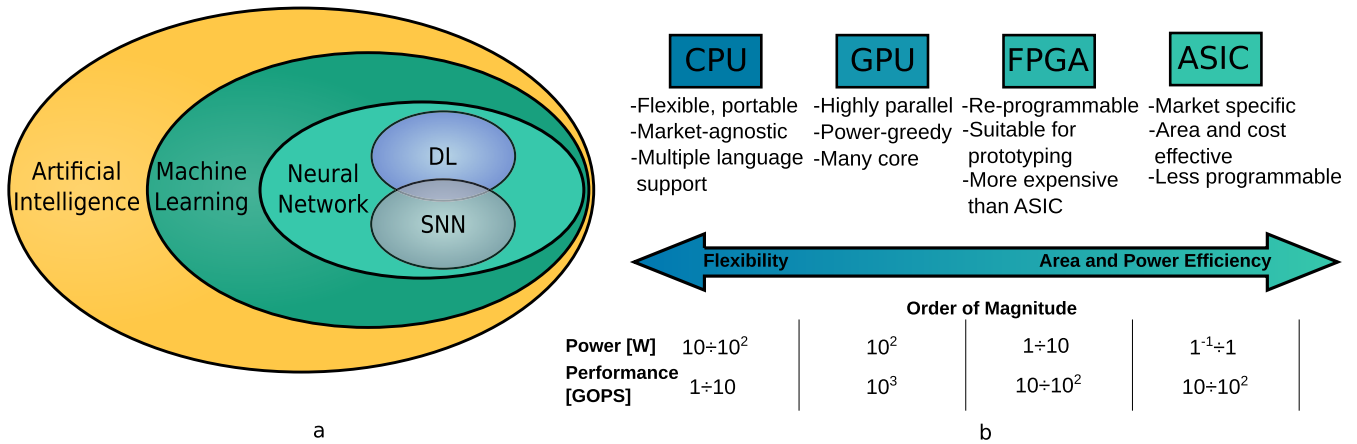 Artificial
Intelligence
Machine
Learning
Neural
Network
DL
SNN
a
CPU
-Flexible, portable
-Market-agnostic
-Multiple language
support
GPU
-Highly parallel
-Power-greedy
-Many core
FPGA
-Re-programmable
-Suitable for
prototyping
-More expensive
than ASIC
ASIC
-Market specific
-Area and cost
effective
-Less programmable
Flexibility Area and Power Efficiency
Order of Magnitude
Power [W] 10÷10² 10² 1÷10 1⁻¹÷1
Performance
[GOPS] 1÷10 10³ 10÷10² 10÷10²
b